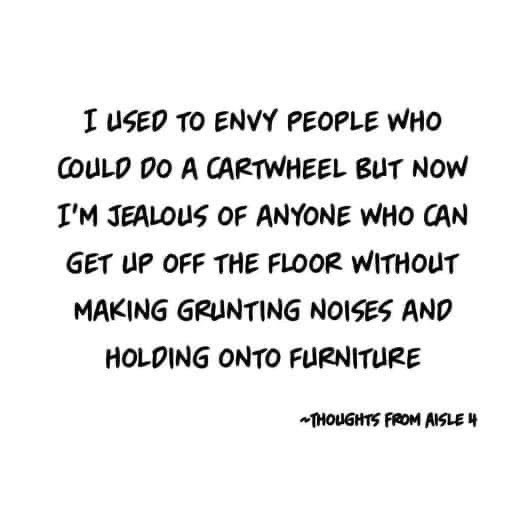 I USED TO ENVY PEOPLE WHO
COULD DO A CARTWHEEL BUT NOW
I'M JEALOUS OF ANYONE WHO CAN
GET UP OFF THE FLOOR WITHOUT
MAKING GRUNTING NOISES AND
HOLDING ONTO FURNITURE
~THOUGHTS FROM AISLE 4